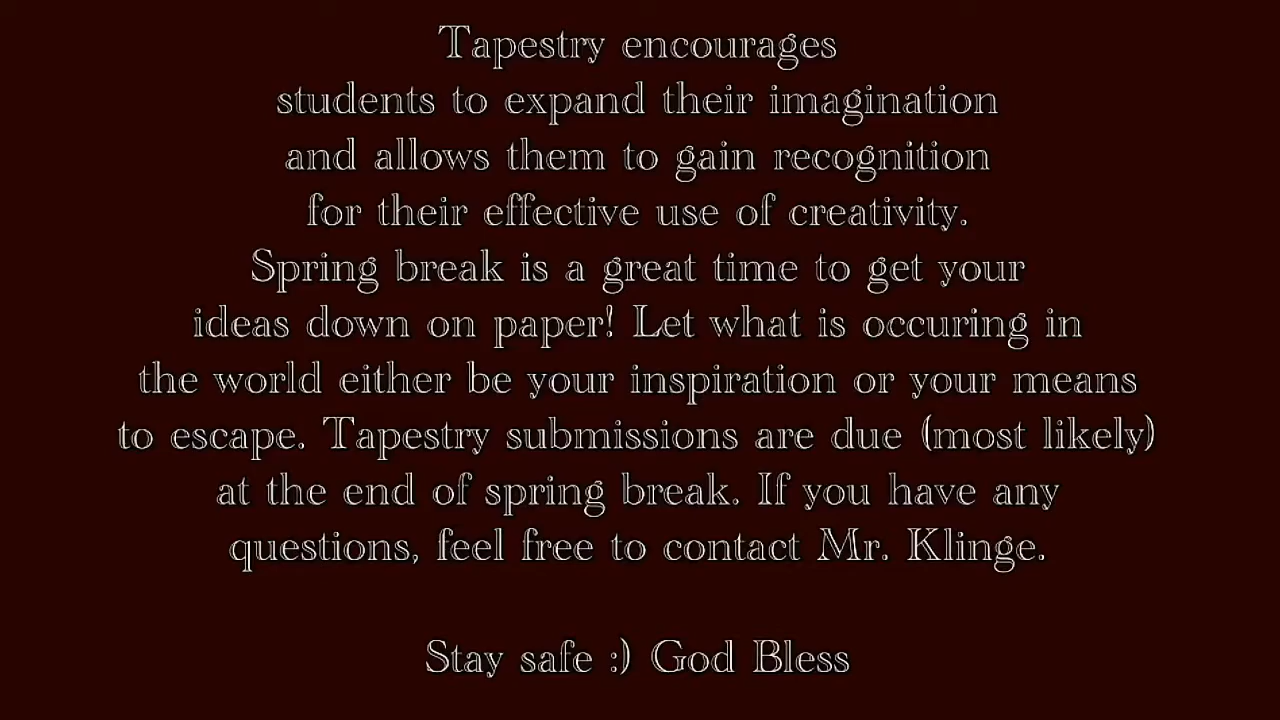 Tapestry encourages
students to expand their imagination
and allows them to gain recognition
for their effective use of creativity.
Spring break is a great time to get your
ideas down on paper! Let what is occuring in
the world either be your inspiration or your means
to escape. Tapestry submissions are due (most likely)
at the end of spring break. If you have any
questions, feel free to contact Mr. Klinge.
Stay safe :) God Bless